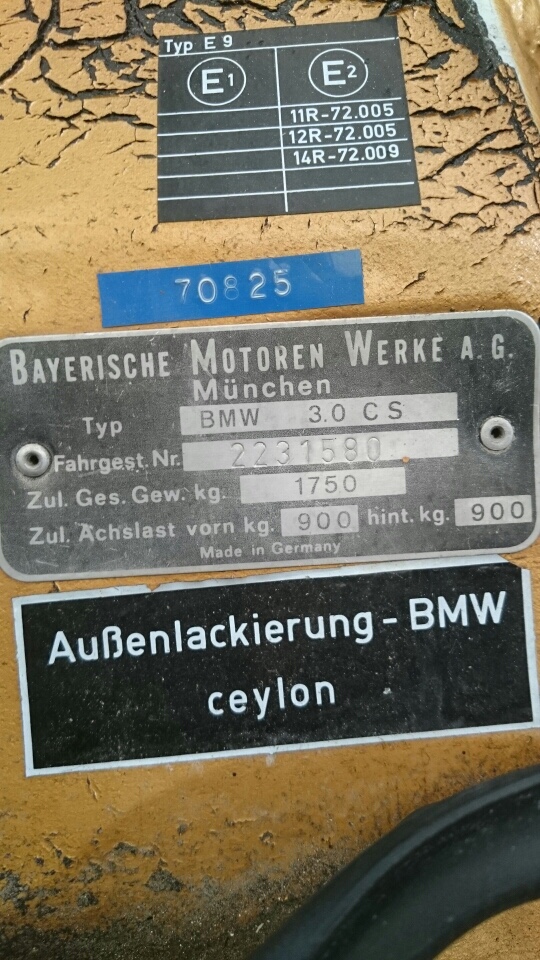 Typ E 9
E1 E2
11R-72.005
12R-72.005
14R-72.009
70825
BAYERISCHE MOTOREN WERKE A.G.
München
Typ BMW 3.0 CS
Fahrgest.Nr. 2231580
Zul. Ges. Gew. kg. 1750
Zul. Achslast vorn kg. 900 hint. kg. 900
Made in Germany
Außenlackierung - BMW
ceylon